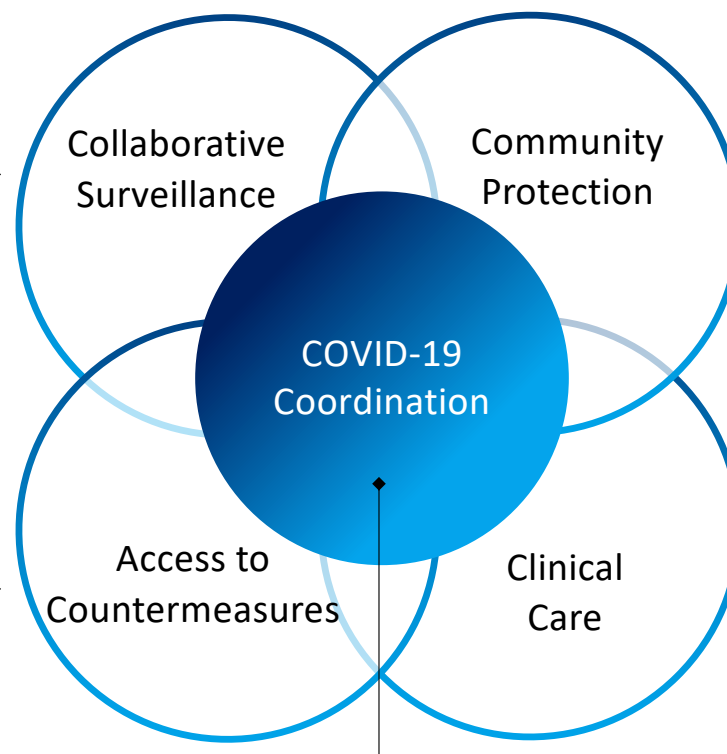 Collaborative
Surveillance
Community
Protection
COVID-19
Coordination
Access to
Countermeasures
Clinical
Care